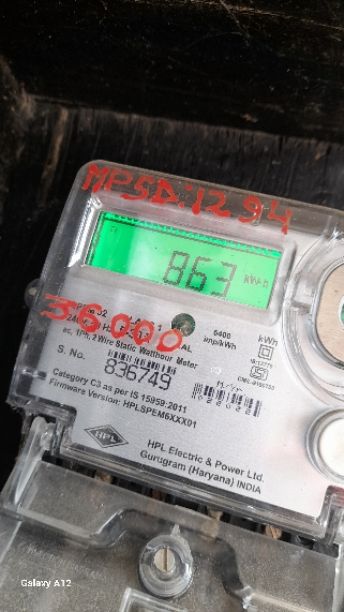 MPSD:1294
863 kWh
36000
6400
imp/kWh
kWh
ac, 1Ph, 2 Wire Static Watthour Meter
S. No.
836749
Category C3 as per IS 15959:2011
Firmware Version: HPLSPEM6XXX01
HPL
HPL Electric & Power Ltd.
Gurugram (Haryana) INDIA
Galaxy A12